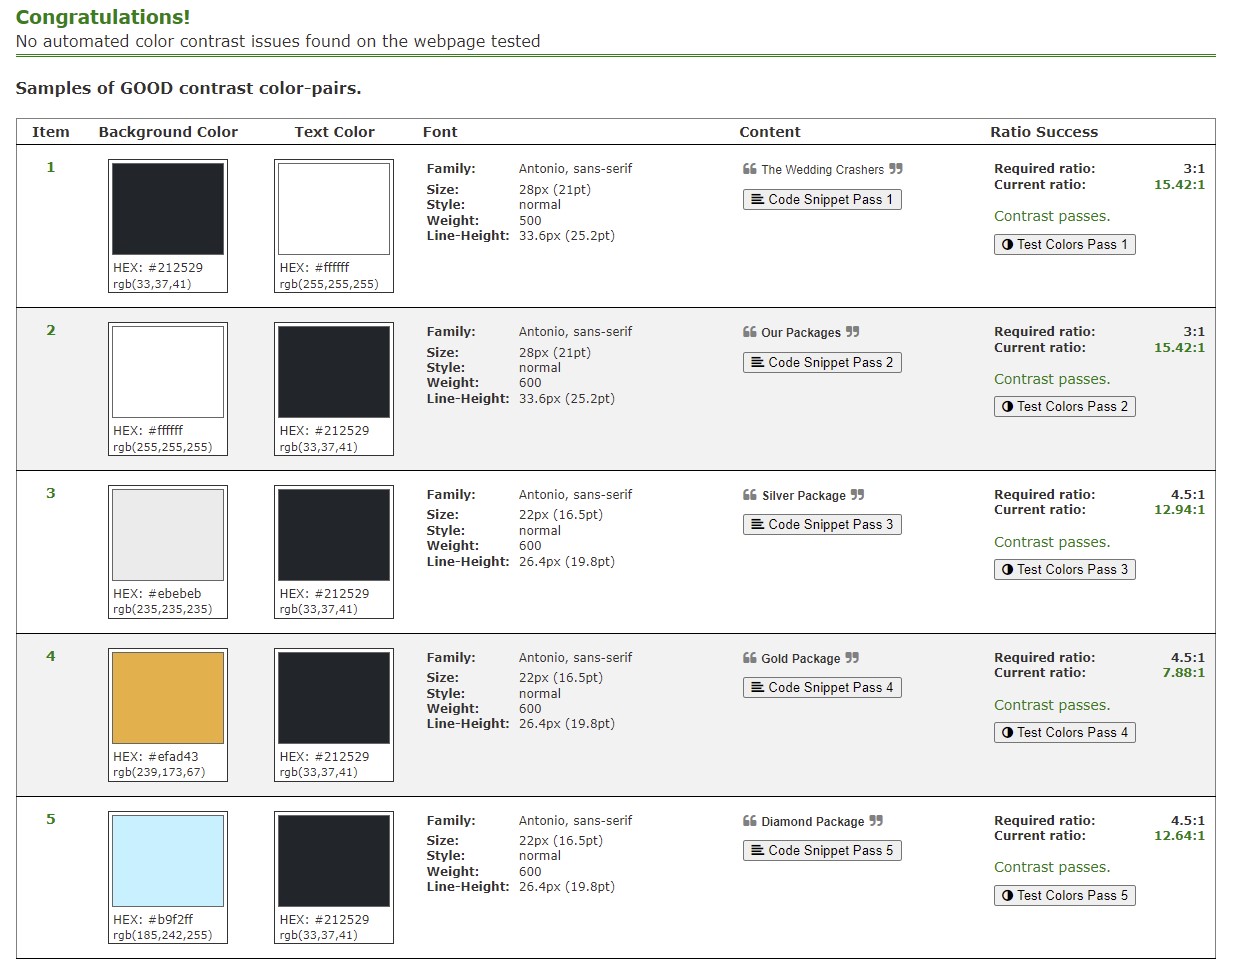 Congratulations!
No automated color contrast issues found on the webpage tested
Samples of GOOD contrast color-pairs.
Item Background Color Text Color Font Content Ratio Success
1
HEX: #212529
rgb(33,37,41)
HEX: #ffffff
rgb(255,255,255)
Family: Antonio, sans-serif
Size: 28px (21pt)
Style: normal
Weight: 500
Line-Height: 33.6px (25.2pt)
❝ The Wedding Crashers ❞
Code Snippet Pass 1
Required ratio: 3:1
Current ratio: 15.42:1
Contrast passes.
Test Colors Pass 1
2
HEX: #ffffff
rgb(255,255,255)
HEX: #212529
rgb(33,37,41)
Family: Antonio, sans-serif
Size: 28px (21pt)
Style: normal
Weight: 600
Line-Height: 33.6px (25.2pt)
❝ Our Packages ❞
Code Snippet Pass 2
Required ratio: 3:1
Current ratio: 15.42:1
Contrast passes.
Test Colors Pass 2
3
HEX: #ebebeb
rgb(235,235,235)
HEX: #212529
rgb(33,37,41)
Family: Antonio, sans-serif
Size: 22px (16.5pt)
Style: normal
Weight: 600
Line-Height: 26.4px (19.8pt)
❝ Silver Package ❞
Code Snippet Pass 3
Required ratio: 4.5:1
Current ratio: 12.94:1
Contrast passes.
Test Colors Pass 3
4
HEX: #efad43
rgb(239,173,67)
HEX: #212529
rgb(33,37,41)
Family: Antonio, sans-serif
Size: 22px (16.5pt)
Style: normal
Weight: 600
Line-Height: 26.4px (19.8pt)
❝ Gold Package ❞
Code Snippet Pass 4
Required ratio: 4.5:1
Current ratio: 7.88:1
Contrast passes.
Test Colors Pass 4
5
HEX: #b9f2ff
rgb(185,242,255)
HEX: #212529
rgb(33,37,41)
Family: Antonio, sans-serif
Size: 22px (16.5pt)
Style: normal
Weight: 600
Line-Height: 26.4px (19.8pt)
❝ Diamond Package ❞
Code Snippet Pass 5
Required ratio: 4.5:1
Current ratio: 12.64:1
Contrast passes.
Test Colors Pass 5